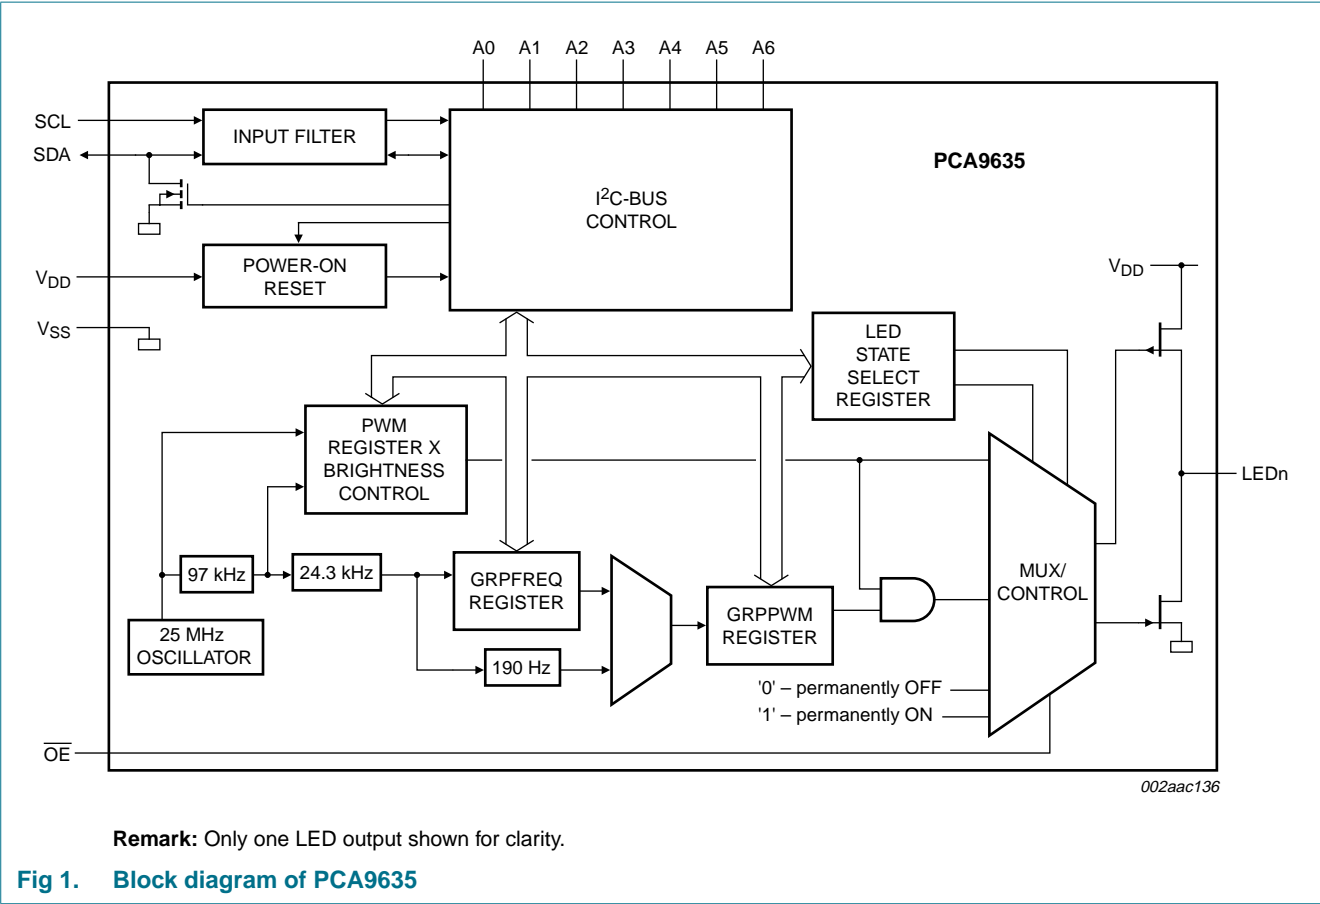 A0 A1 A2 A3 A4 A5 A6
SCL
SDA
INPUT FILTER
I2C-BUS
CONTROL
PCA9635
VDD
POWER-ON
RESET
VSS
VDD
LED
STATE
SELECT
REGISTER
PWM
REGISTER X
BRIGHTNESS
CONTROL
LEDn
97 kHz
24.3 kHz
GRPFREQ
REGISTER
MUX/
CONTROL
GRPPWM
REGISTER
25 MHz
OSCILLATOR
190 Hz
'0' – permanently OFF
'1' – permanently ON
OE
002aac136
Remark: Only one LED output shown for clarity.
Fig 1. Block diagram of PCA9635